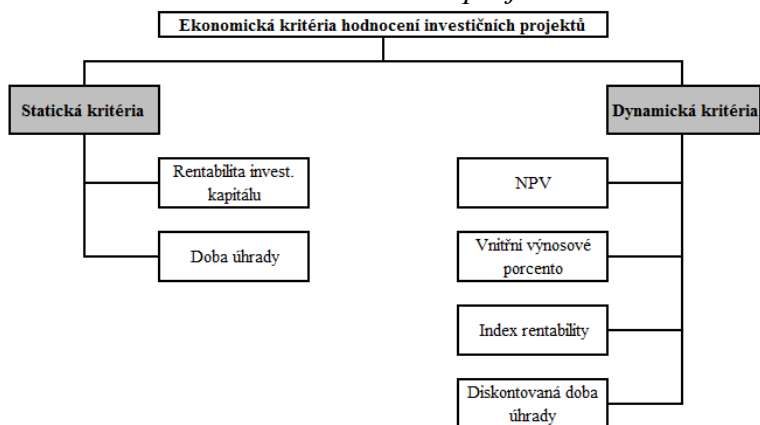 Ekonomická kritéria hodnocení investičních projektů
Statická kritéria
Dynamická kritéria
Rentabilita invest.
kapitálu
NPV
Doba úhrady
Vnitřní výnosové
porcento
Index rentability
Diskontovaná doba
úhrady